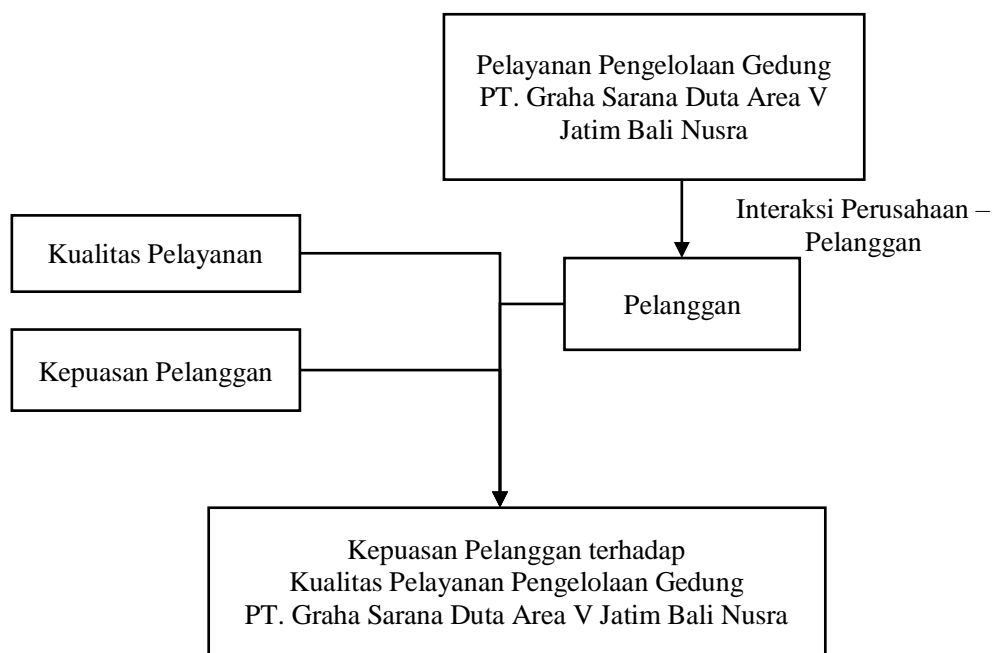 Pelayanan Pengelolaan Gedung
PT. Graha Sarana Duta Area V
Jatim Bali Nusra
Interaksi Perusahaan –
Pelanggan
Kualitas Pelayanan
Pelanggan
Kepuasan Pelanggan
Kepuasan Pelanggan terhadap
Kualitas Pelayanan Pengelolaan Gedung
PT. Graha Sarana Duta Area V Jatim Bali Nusra